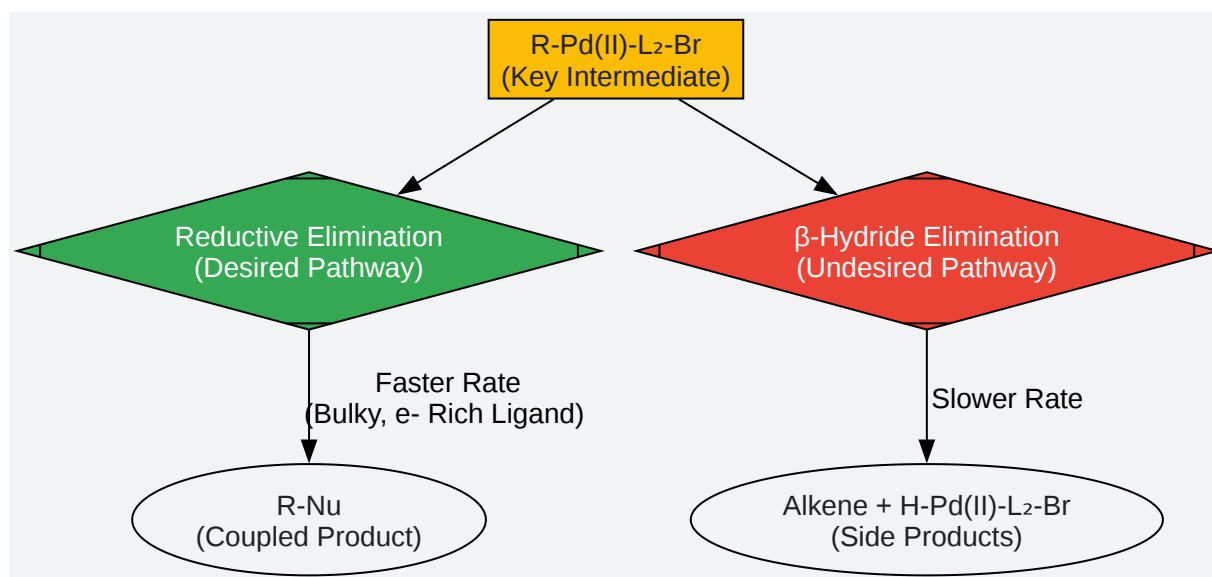 R-Pd(II)-L₂-Br
(Key Intermediate)
Reductive Elimination
(Desired Pathway)
β-Hydride Elimination
(Undesired Pathway)
Faster Rate
(Bulky, e- Rich Ligand)
Slower Rate
R-Nu
(Coupled Product)
Alkene + H-Pd(II)-L₂-Br
(Side Products)